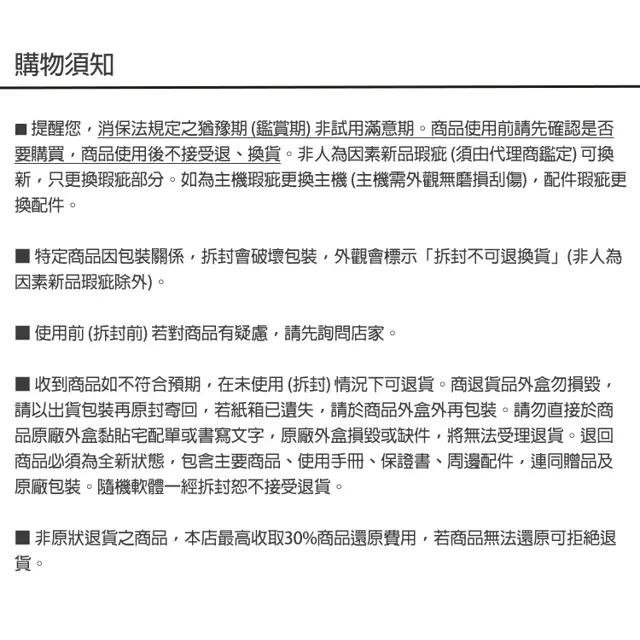 購物須知
■ 提醒您，消保法規定之猶豫期 (鑑賞期) 非試用滿意期。商品使用前請先確認是否
要購買，商品使用後不接受退、換貨。非人為因素新品瑕疵 (須由代理商鑑定) 可換
新，只更換瑕疵部分。如為主機瑕疵更換主機 (主機需外觀無磨損刮傷)，配件瑕疵更
換配件。
■ 特定商品因包裝關係，拆封會破壞包裝，外觀會標示「拆封不可退換貨」(非人為
因素新品瑕疵除外)。
■ 使用前 (拆封前) 若對商品有疑慮，請先詢問店家。
■ 收到商品如不符合預期，在未使用 (拆封) 情況下可退貨。商退貨品外盒勿損毀，
請以出貨包裝再原封寄回，若紙箱已遺失，請於商品外盒外再包裝。請勿直接於商
品原廠外盒黏貼宅配單或書寫文字，原廠外盒損毀或缺件，將無法受理退貨。退回
商品必須為全新狀態，包含主要商品、使用手冊、保證書、周邊配件，連同贈品及
原廠包裝。隨機軟體一經拆封恕不接受退貨。
■ 非原狀退貨之商品，本店最高收取30%商品還原費用，若商品無法還原可拒絕退
貨。